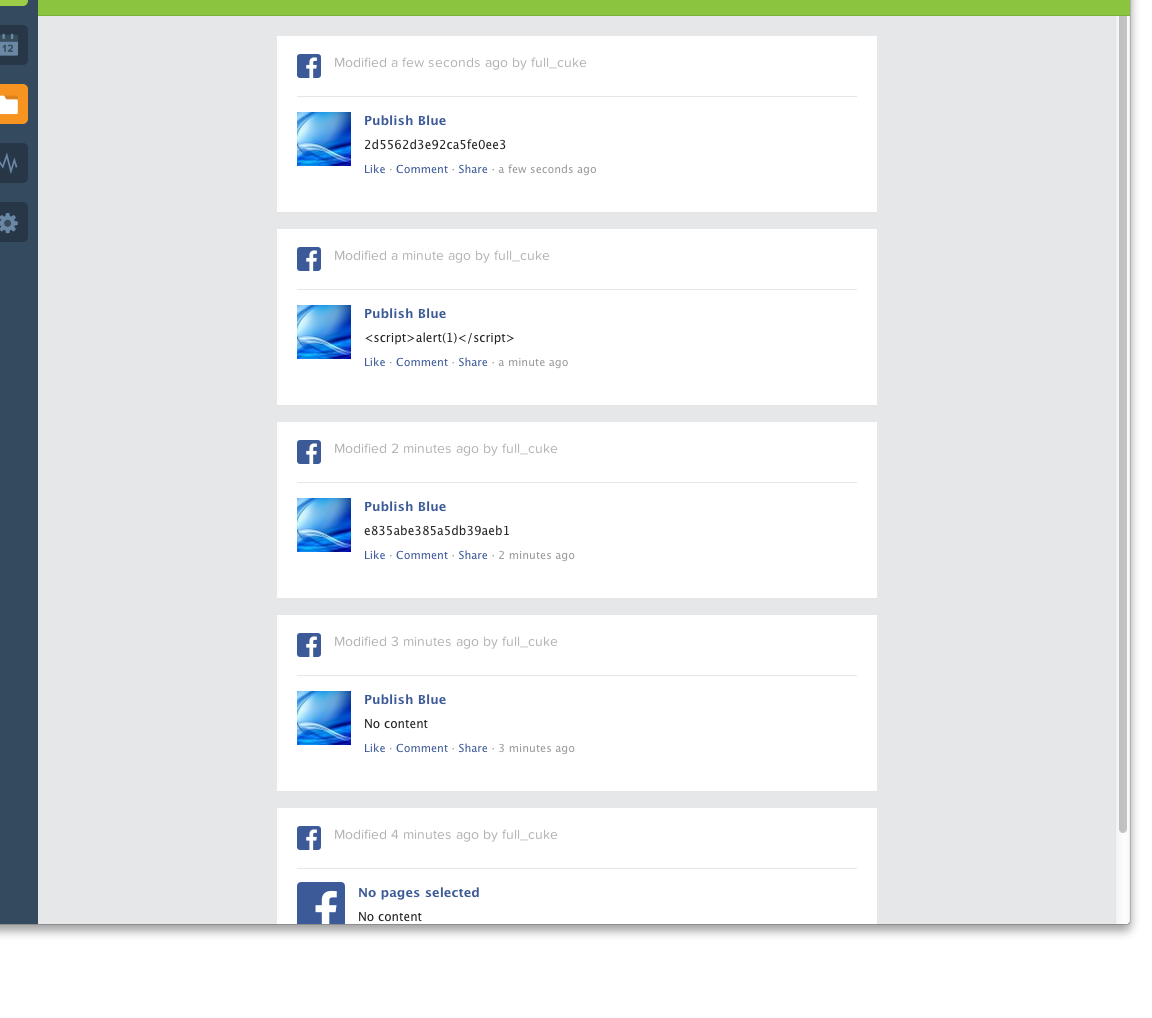 12
Modified a few seconds ago by full_cuke
Publish Blue
2d5562d3e92ca5fe0ee3
Like · Comment · Share · a few seconds ago
Modified a minute ago by full_cuke
Publish Blue
<script>alert(1)</script>
Like · Comment · Share · a minute ago
Modified 2 minutes ago by full_cuke
Publish Blue
e835abe385a5db39aeb1
Like · Comment · Share · 2 minutes ago
Modified 3 minutes ago by full_cuke
Publish Blue
No content
Like · Comment · Share · 3 minutes ago
Modified 4 minutes ago by full_cuke
No pages selected
No content